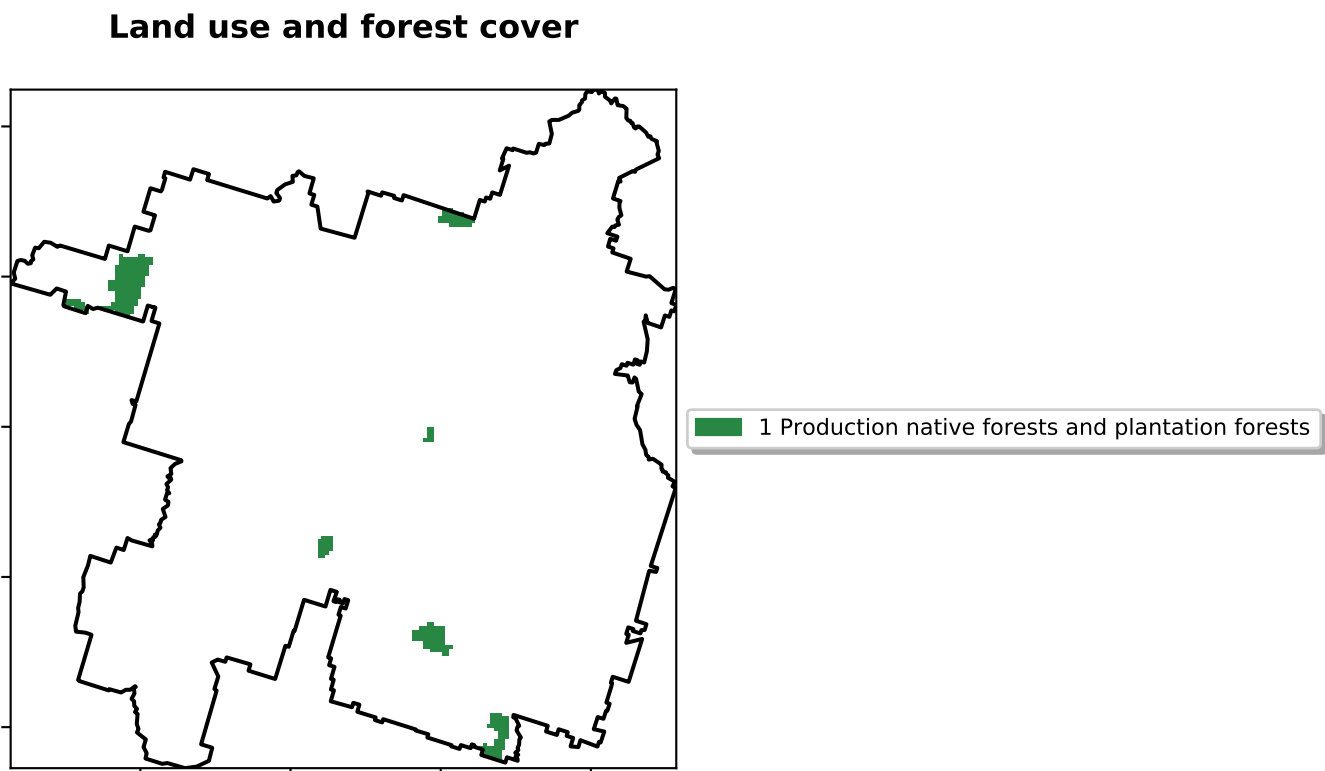 Land use and forest cover
1 Production native forests and plantation forests